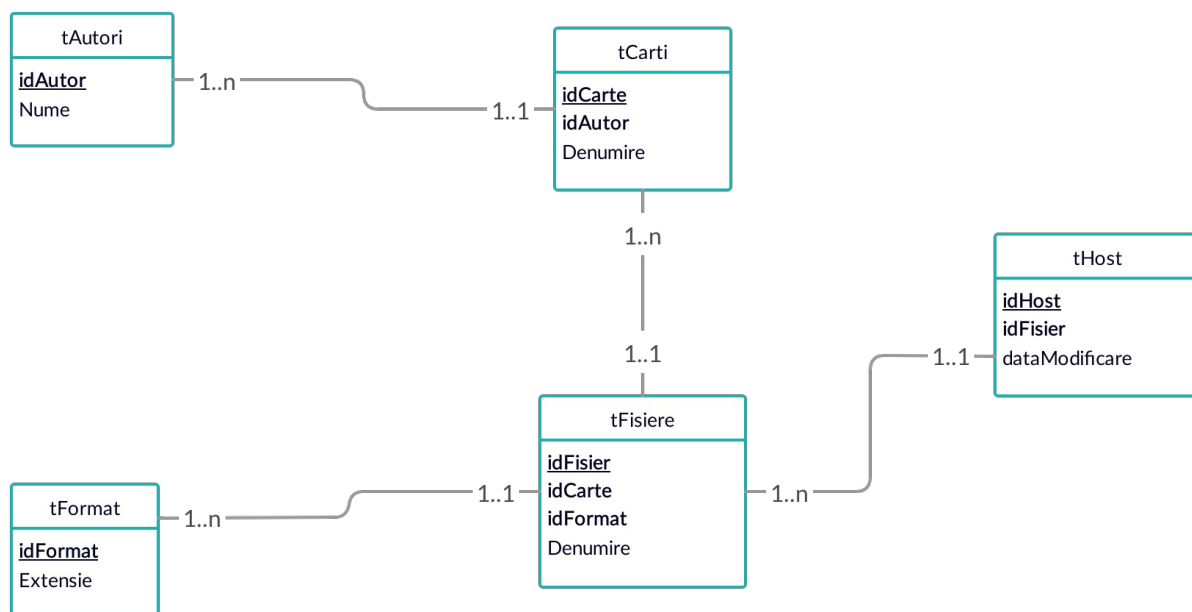 tAutori
idAutor
Nume
1..n
1..1
tCarti
idCarte
idAutor
Denumire
1..n
1..1
tHost
idHost
idFisier
dataModificare
1..1
tFisiere
idFisier
idCarte
idFormat
Denumire
1..n
1..1
tFormat
idFormat
Extensie
1..n